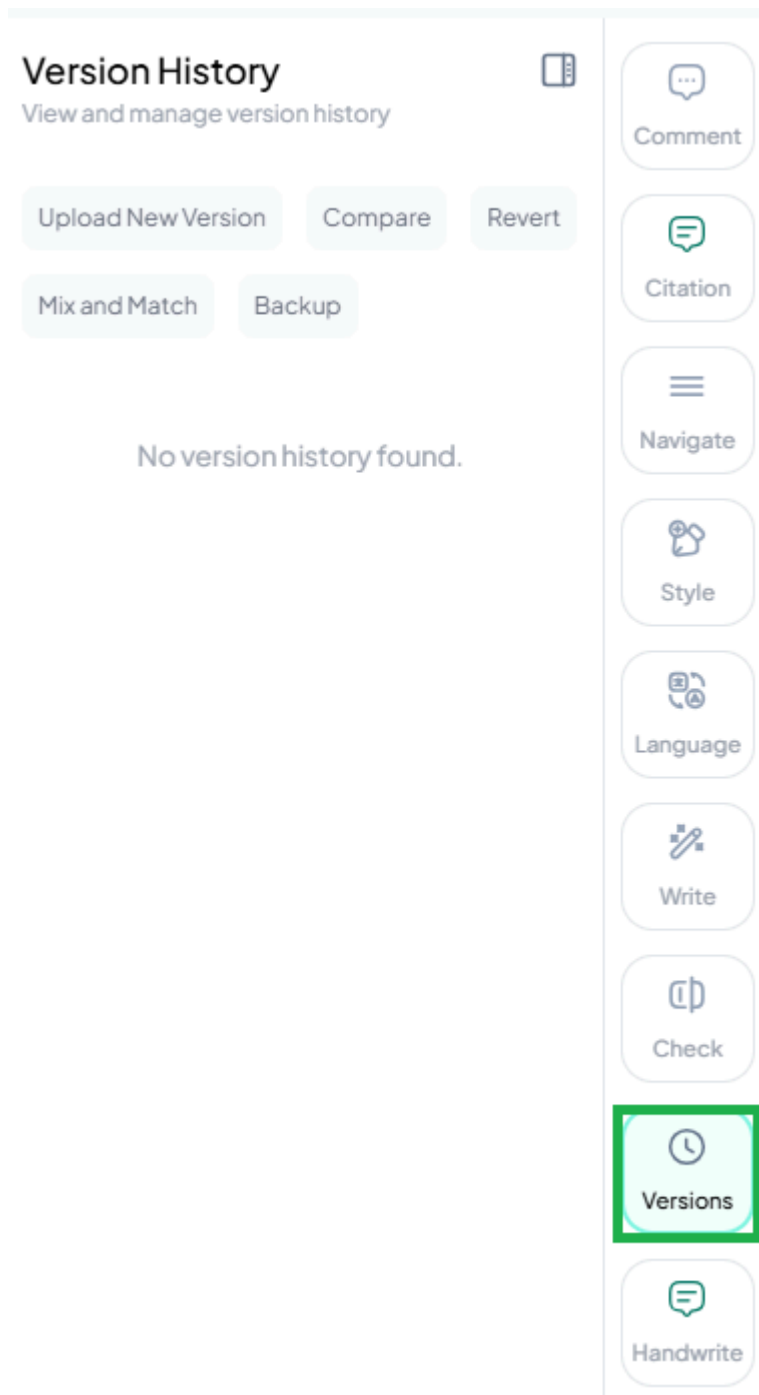 Version History
View and manage version history
Upload New Version
Compare
Revert
Mix and Match
Backup
No version history found.
Comment
Citation
Navigate
Style
Language
Write
Check
Versions
Handwrite